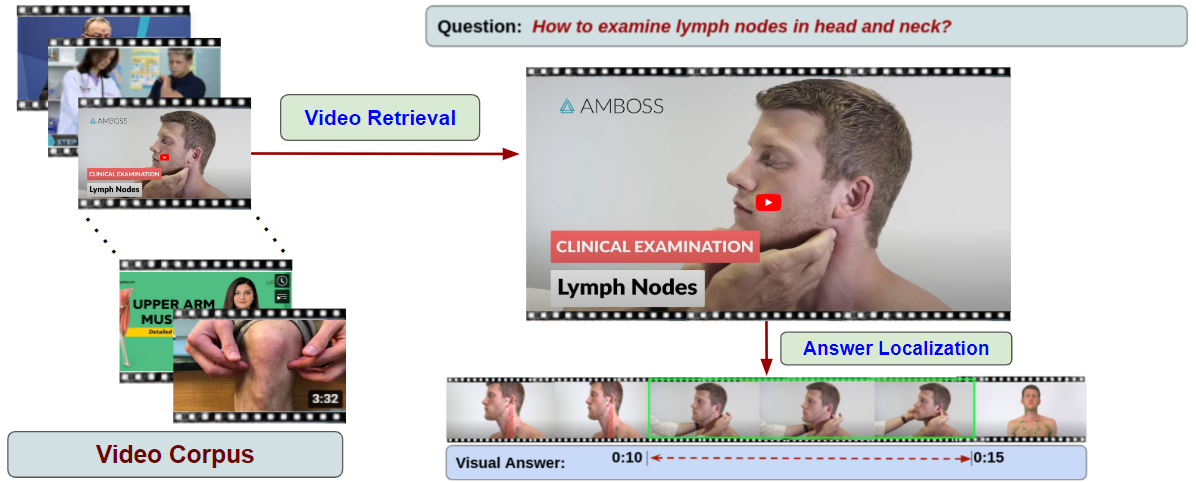 Question: How to examine lymph nodes in head and neck?
STEP
AMBOSS
CLINICAL EXAMINATION
Lymph Nodes
Video Retrieval
AMBOSS
CLINICAL EXAMINATION
Lymph Nodes
UPPER ARM
MUS
Detailed
3:32
Answer Localization
Video Corpus
Visual Answer: 0:10 0:15